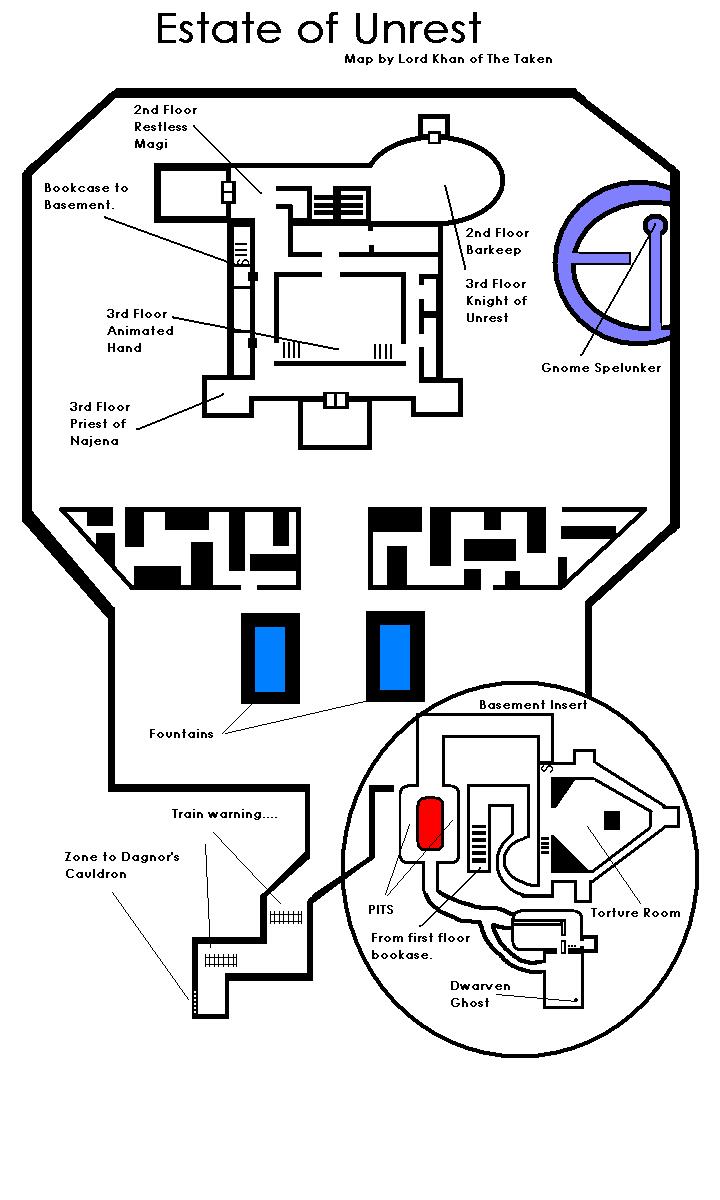 Estate of Unrest
Map by Lord Khan of The Taken
2nd Floor
Restless
Magi
Bookcase to
Basement.
2nd Floor
Barkeep
3rd Floor
Knight of
Unrest
3rd Floor
Animated
Hand
Gnome Spelunker
3rd Floor
Priest of
Najena
S
Fountains
Basement Insert
S
Train warning....
Zone to Dagnor's
Cauldron
PITS
Torture Room
From first floor
bookase.
Dwarven
Ghost